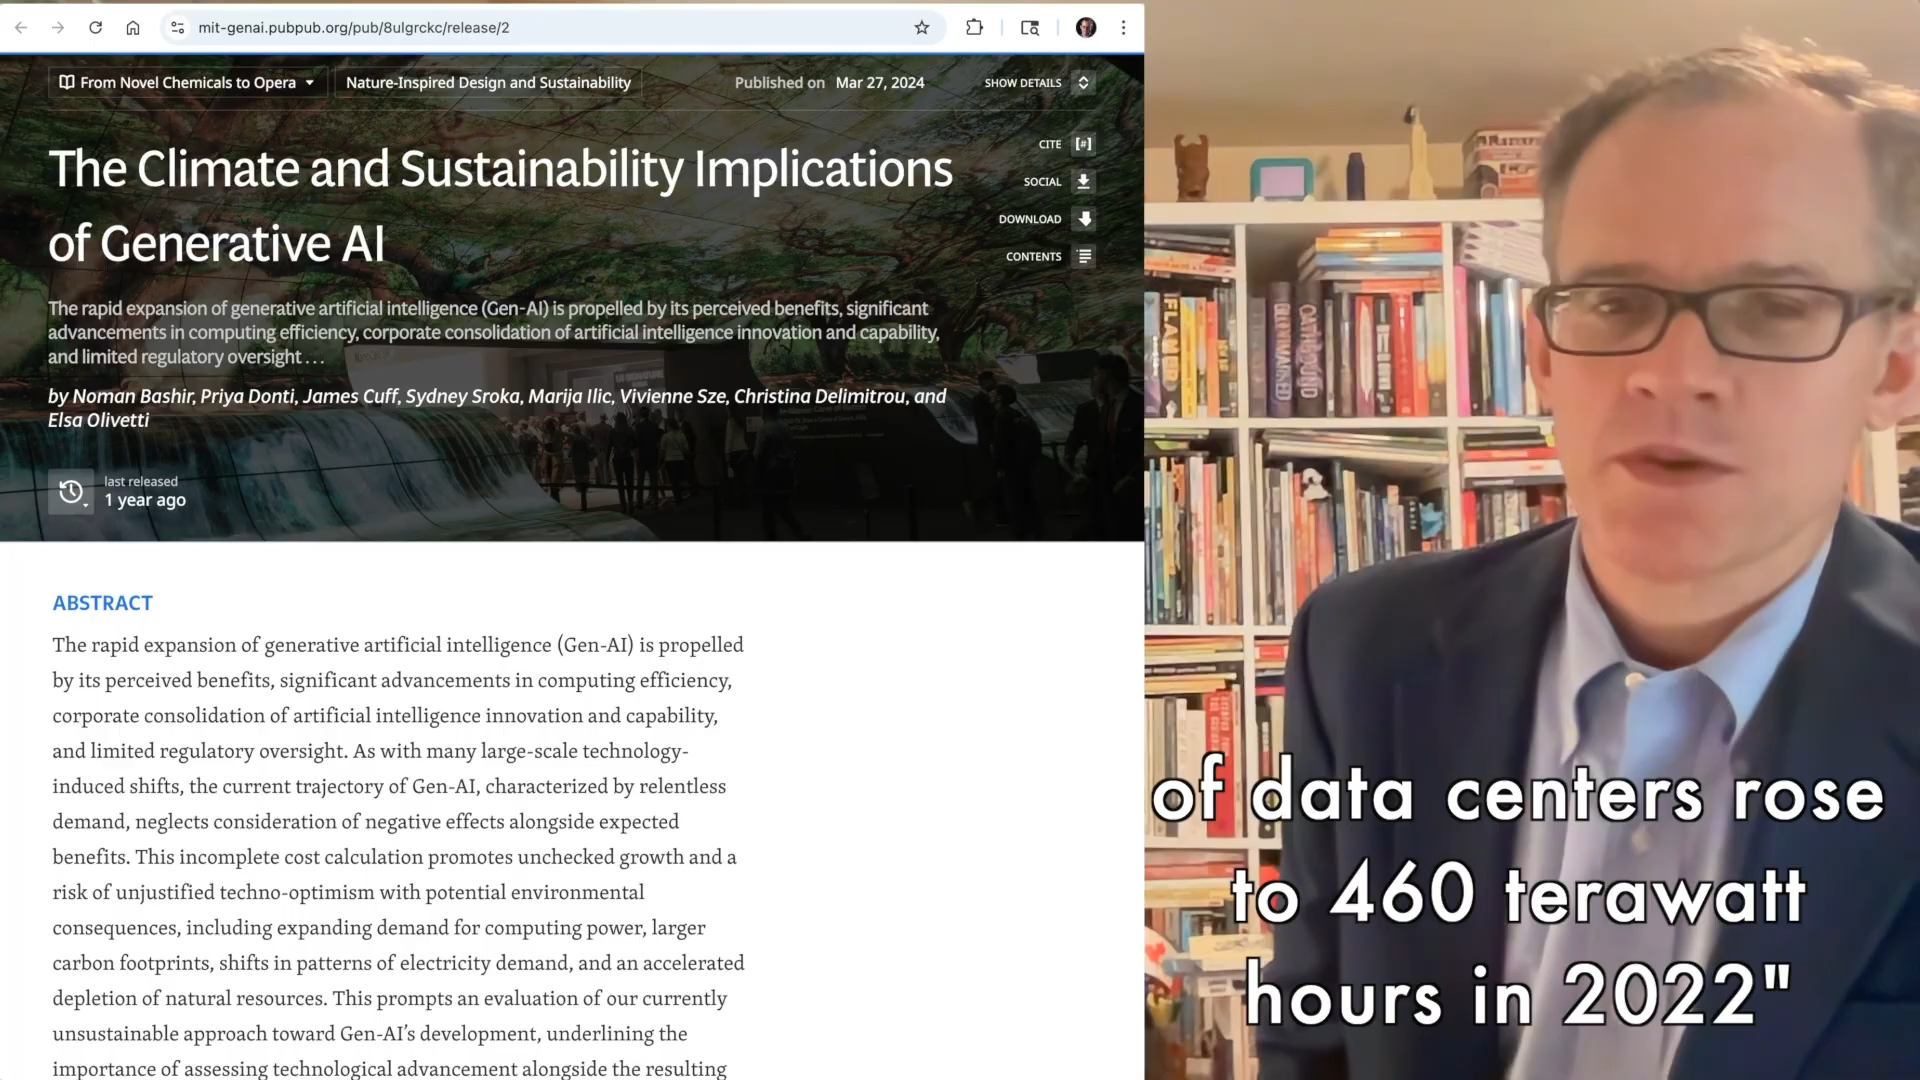 mit-genai.pubpub.org/pub/8ulgrckc/release/2
From Novel Chemicals to Opera
Nature-Inspired Design and Sustainability
Published on Mar 27, 2024
SHOW DETAILS
The Climate and Sustainability Implications
of Generative AI
CITE [#]
SOCIAL
DOWNLOAD
CONTENTS
The rapid expansion of generative artificial intelligence (Gen-AI) is propelled by its perceived benefits, significant
advancements in computing efficiency, corporate consolidation of artificial intelligence innovation and capability,
and limited regulatory oversight . . .
by Noman Bashir, Priya Donti, James Cuff, Sydney Sroka, Marija Ilic, Vivienne Sze, Christina Delimitrou, and
Elsa Olivetti
last released
1 year ago
ABSTRACT
The rapid expansion of generative artificial intelligence (Gen-AI) is propelled
by its perceived benefits, significant advancements in computing efficiency,
corporate consolidation of artificial intelligence innovation and capability,
and limited regulatory oversight. As with many large-scale technology-
induced shifts, the current trajectory of Gen-AI, characterized by relentless
demand, neglects consideration of negative effects alongside expected
benefits. This incomplete cost calculation promotes unchecked growth and a
risk of unjustified techno-optimism with potential environmental
consequences, including expanding demand for computing power, larger
carbon footprints, shifts in patterns of electricity demand, and an accelerated
depletion of natural resources. This prompts an evaluation of our currently
unsustainable approach toward Gen-AI's development, underlining the
importance of assessing technological advancement alongside the resulting
of data centers rose
to 460 terawatt
hours in 2022"